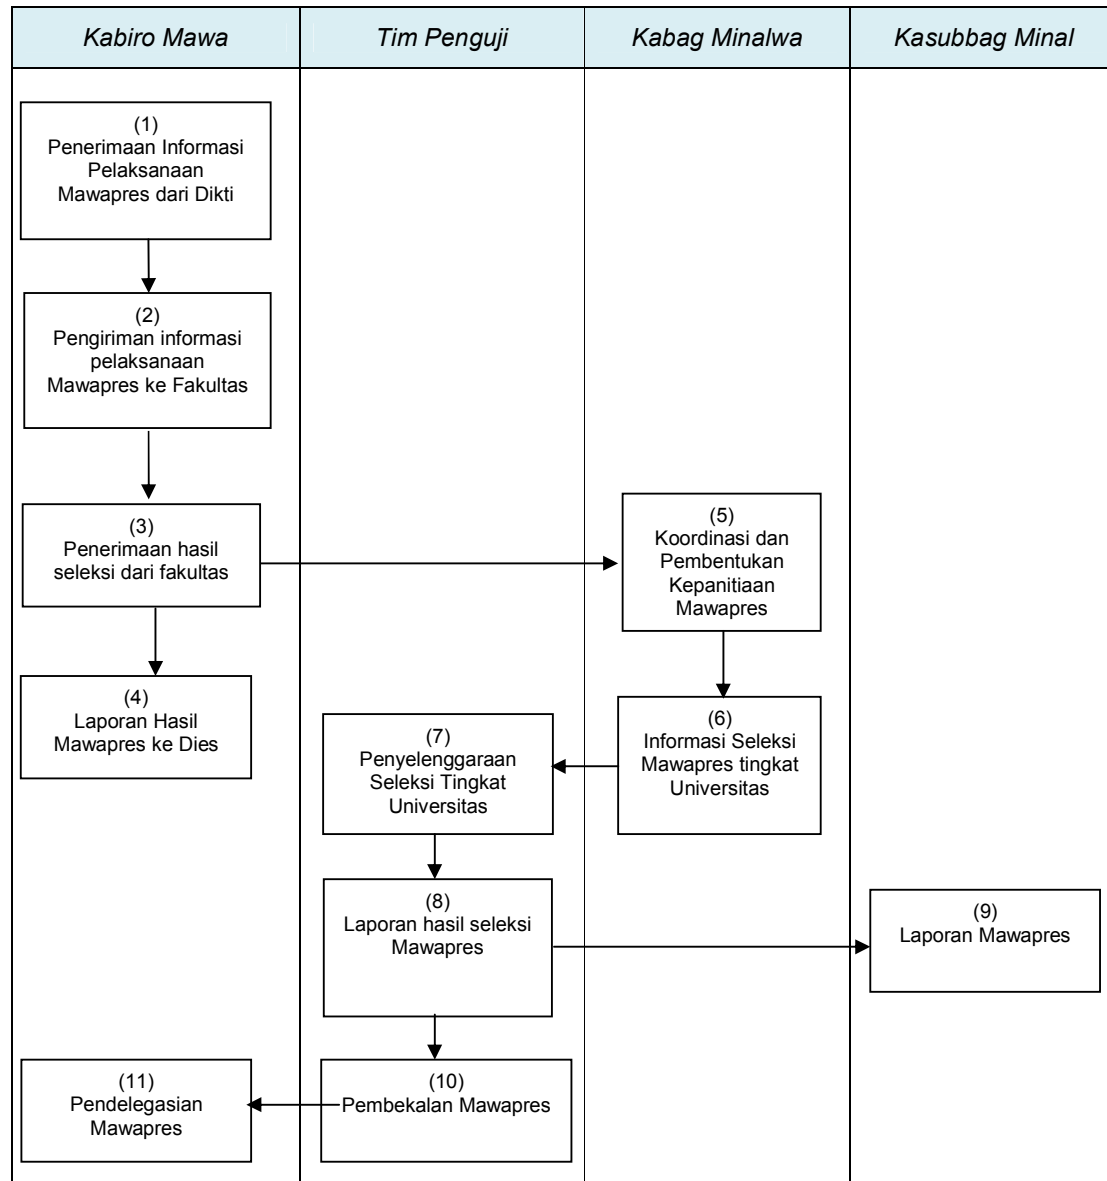 Kabiro Mawa
Tim Penguji
Kabag Minalwa
Kasubbag Minal
(1)
Penerimaan Informasi
Pelaksanaan
Mawapres dari Dikti
(2)
Pengiriman informasi
pelaksanaan
Mawapres ke Fakultas
(3)
Penerimaan hasil
seleksi dari fakultas
(4)
Laporan Hasil
Mawapres ke Dies
(5)
Koordinasi dan
Pembentukan
Kepanitiaan
Mawapres
(6)
Informasi Seleksi
Mawapres tingkat
Universitas
(7)
Penyelenggaraan
Seleksi Tingkat
Universitas
(8)
Laporan hasil seleksi
Mawapres
(9)
Laporan Mawapres
(10)
Pembekalan Mawapres
(11)
Pendelegasian
Mawapres